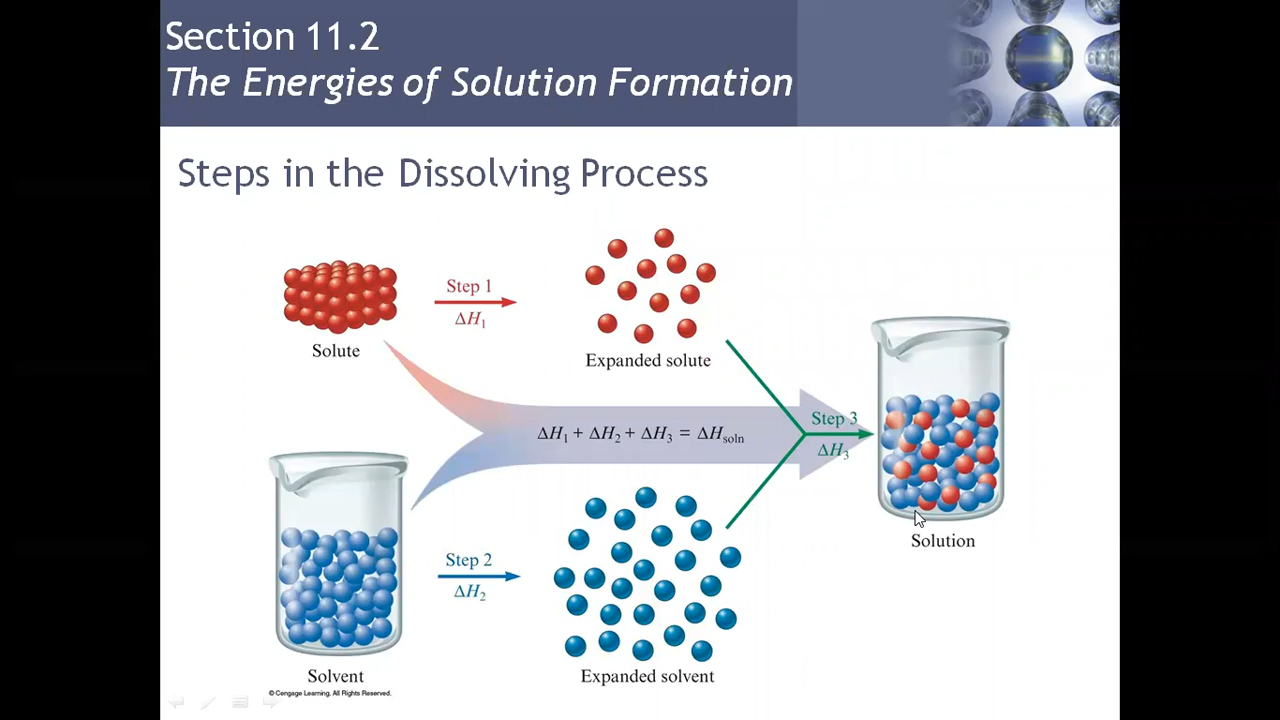 Section 11.2
The Energies of Solution Formation
Steps in the Dissolving Process
Step 1
ΔH₁
Solute
Expanded solute
ΔH₁ + ΔH₂ + ΔH₃ = ΔHsoln
Step 3
ΔH₃
Solution
Step 2
ΔH₂
Solvent
Expanded solvent
© Cengage Learning. All Rights Reserved.